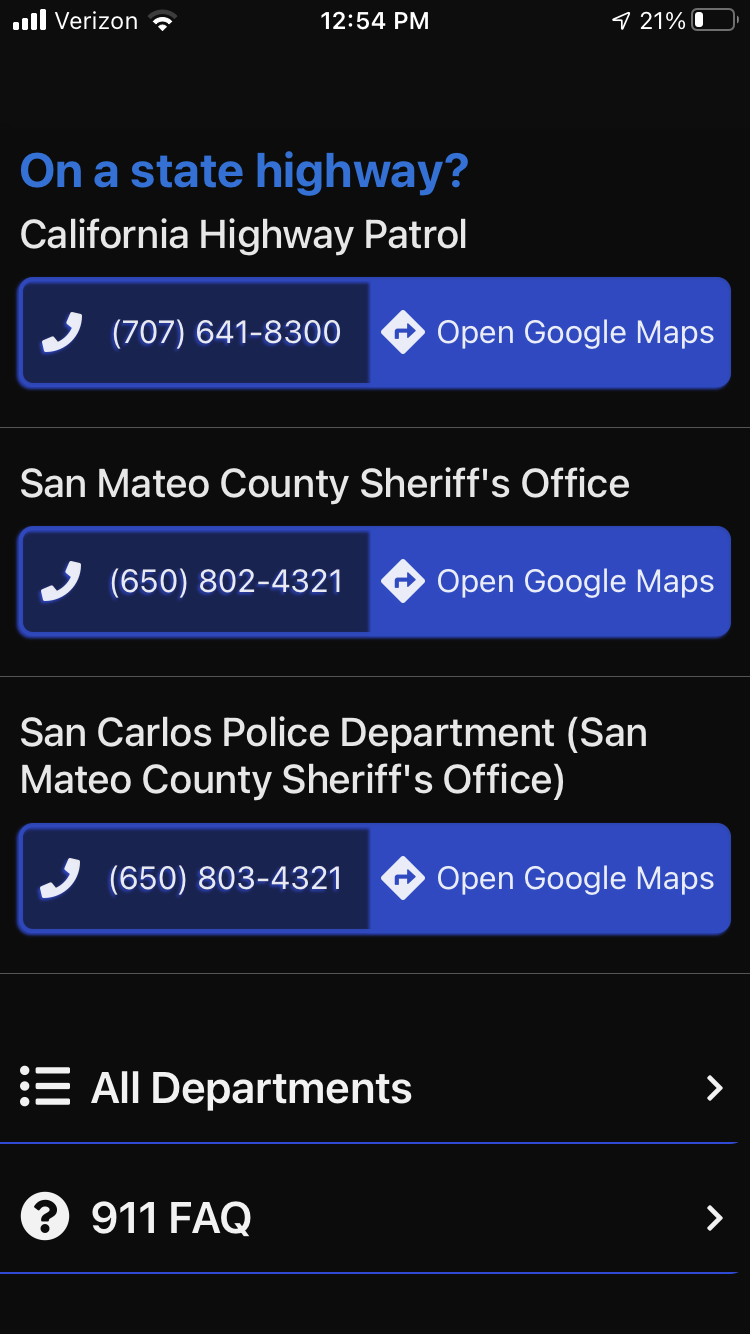 Verizon 12:54 PM 21%
On a state highway?
California Highway Patrol
(707) 641-8300 Open Google Maps
San Mateo County Sheriff's Office
(650) 802-4321 Open Google Maps
San Carlos Police Department (San
Mateo County Sheriff's Office)
(650) 803-4321 Open Google Maps
All Departments
911 FAQ